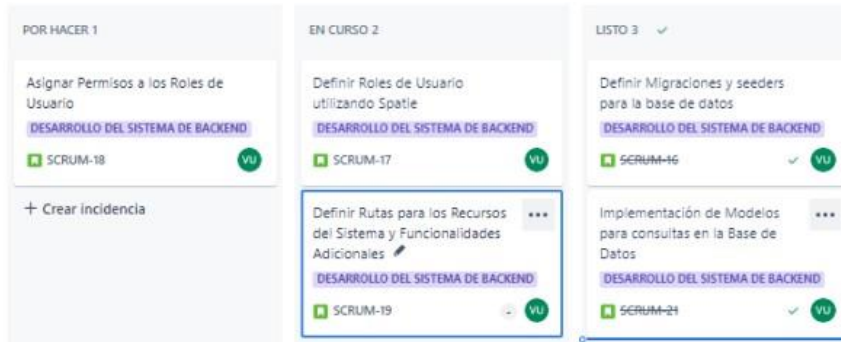 POR HACER 1
Asignar Permisos a los Roles de
Usuario
DESARROLLO DEL SISTEMA DE BACKEND
SCRUM-18
VU
+ Crear incidencia
EN CURSO 2
Definir Roles de Usuario
utilizando Spatie
DESARROLLO DEL SISTEMA DE BACKEND
SCRUM-17
VU
Definir Rutas para los Recursos
del Sistema y Funcionalidades
Adicionales
DESARROLLO DEL SISTEMA DE BACKEND
SCRUM-19
-
VU
LISTO 3
Definir Migraciones y seeders
para la base de datos
DESARROLLO DEL SISTEMA DE BACKEND
SCRUM-16
VU
Implementación de Modelos
para consultas en la Base de
Datos
DESARROLLO DEL SISTEMA DE BACKEND
SCRUM-21
VU